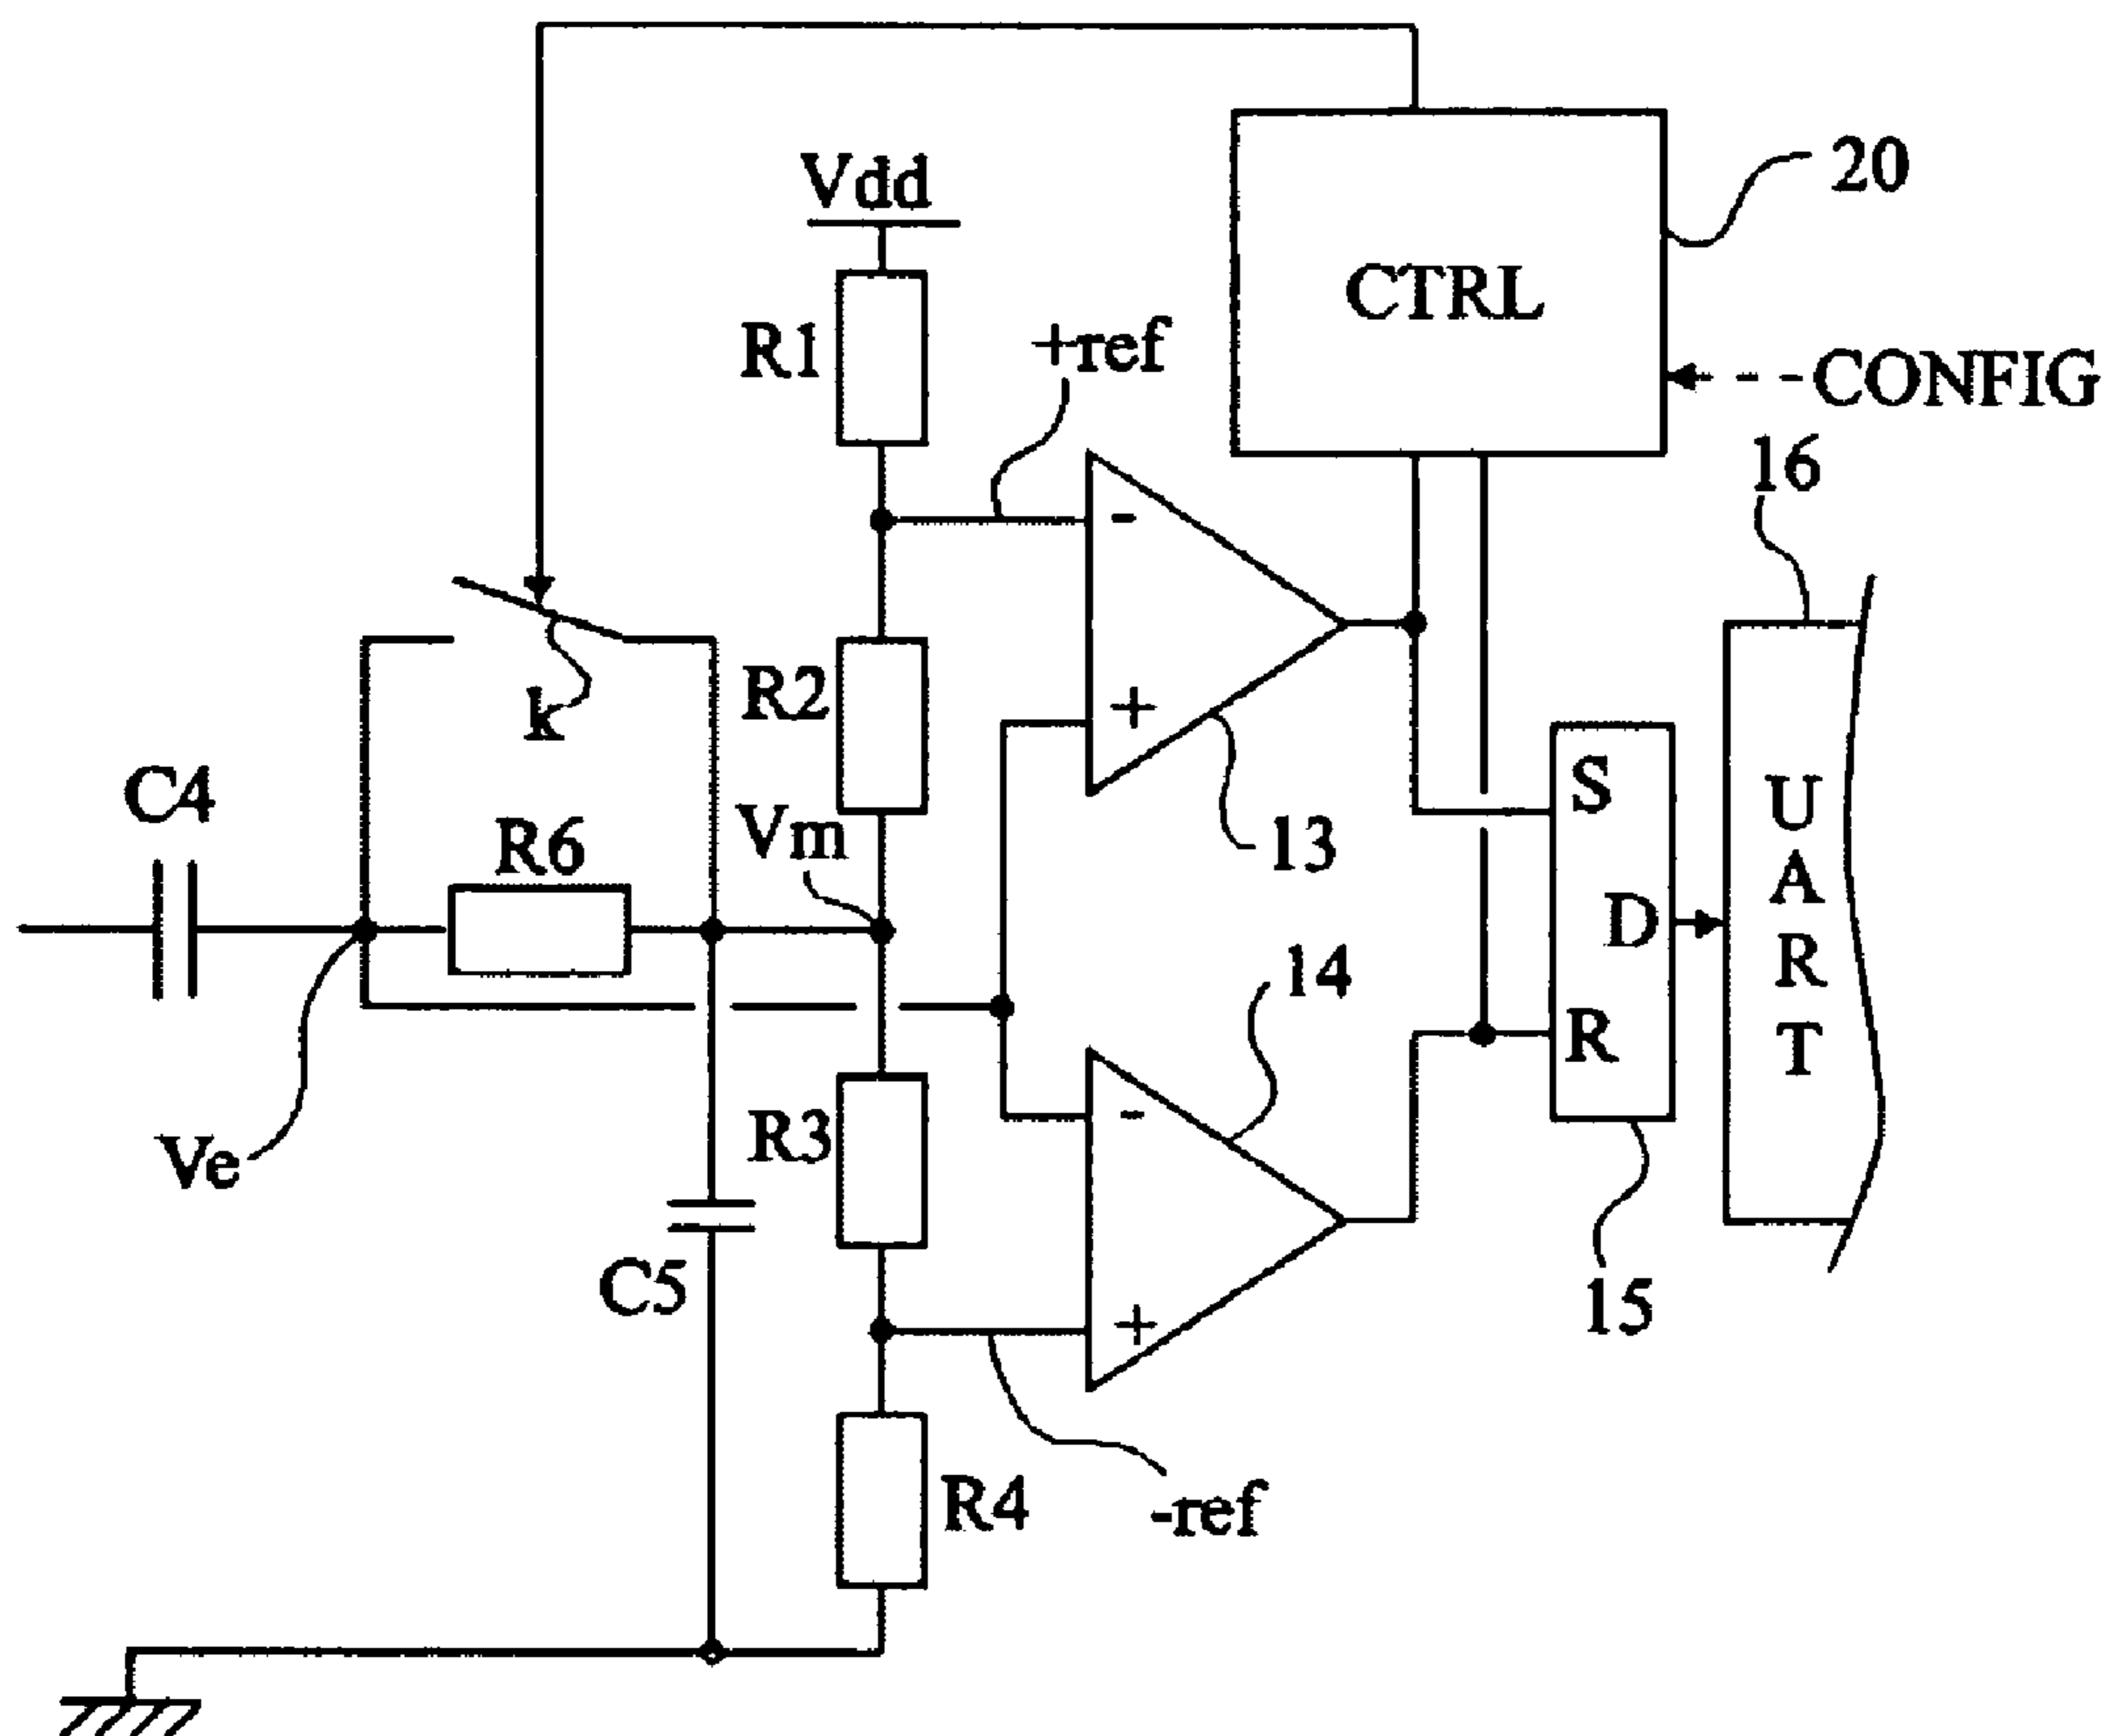 Vdd
20
CTRL
R1
+ref
CONFIG
16
-
R2
+
k
C4
S
U
R6
Vm
13
A
D
14
R
R
T
-
R3
Ve
C5
15
+
R4
-ref